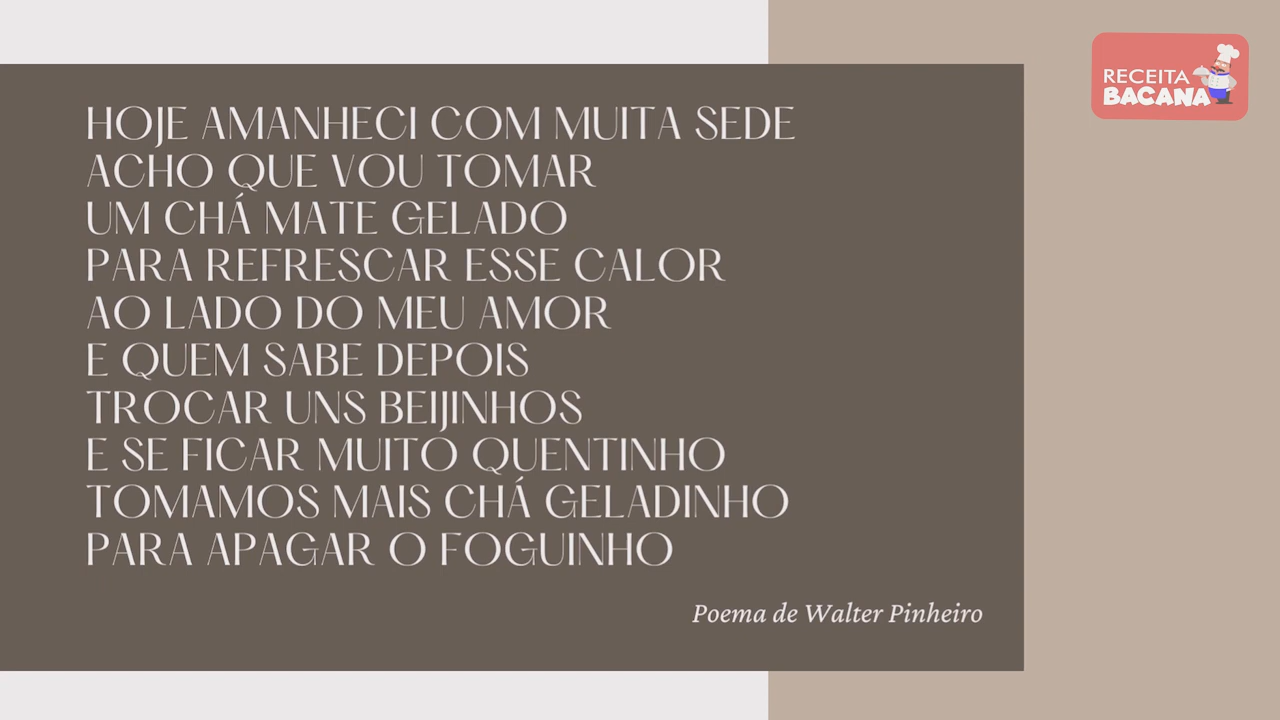 HOJE AMANHECI COM MUITA SEDE
ACHO QUE VOU TOMAR
UM CHÁ MATE GELADO
PARA REFRESCAR ESSE CALOR
AO LADO DO MEU AMOR
E QUEM SABE DEPOIS
TROCAR UNS BEIJINHOS
E SE FICAR MUITO QUENTINHO
TOMAMOS MAIS CHÁ GELADINHO
PARA APAGAR O FOGUINHO
Poema de Walter Pinheiro
RECEITA
BACANA